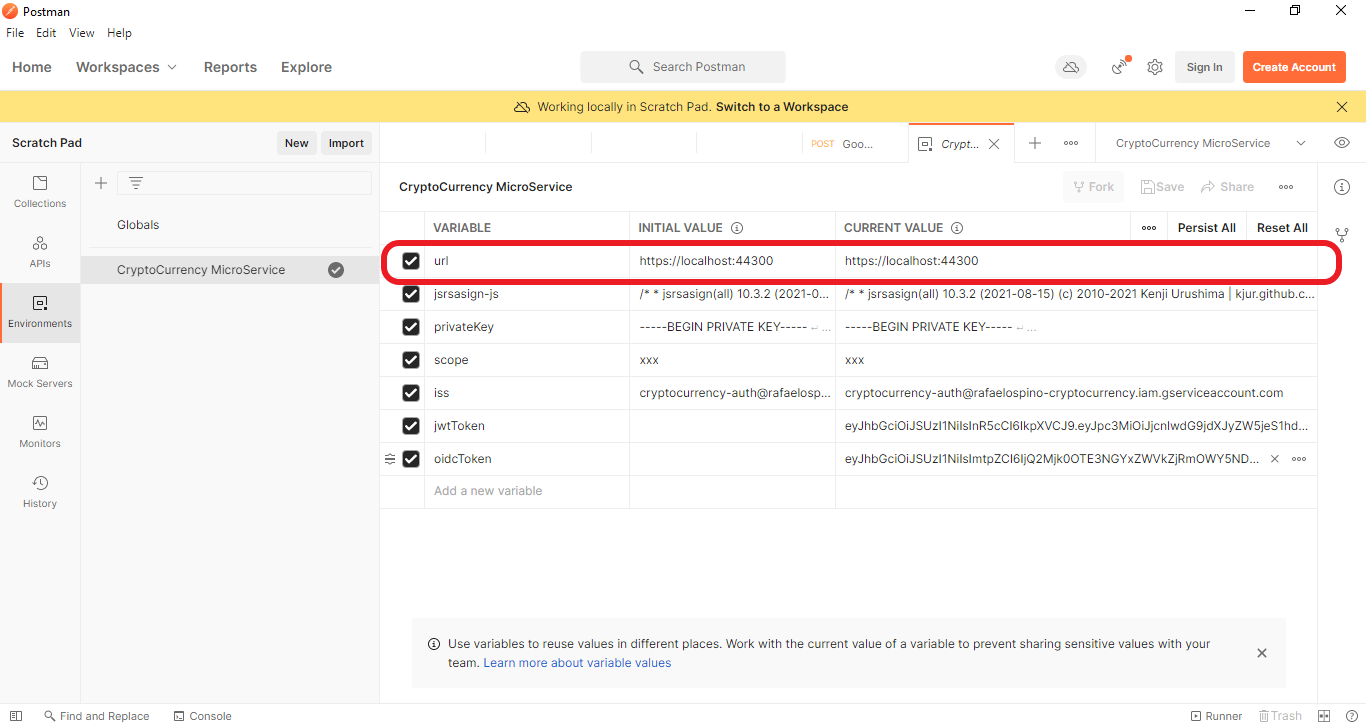 Postman
File Edit View Help
Home Workspaces Reports Explore Search Postman Sign In Create Account
Working locally in Scratch Pad. Switch to a Workspace
Scratch Pad New Import POST Goo... Crypt... CryptoCurrency MicroService
Collections
APIs
Environments
Mock Servers
Monitors
History
Globals
CryptoCurrency MicroService
CryptoCurrency MicroService Fork Save Share
VARIABLE INITIAL VALUE CURRENT VALUE Persist All Reset All
url https://localhost:44300 https://localhost:44300
jsrsasign-js /* * jsrsasign(all) 10.3.2 (2021-0... /* * jsrsasign(all) 10.3.2 (2021-08-15) (c) 2010-2021 Kenji Urushima | kjur.github.c...
privateKey -----BEGIN PRIVATE KEY----- ↵ ... -----BEGIN PRIVATE KEY----- ↵ ...
scope xxx xxx
iss cryptocurrency-auth@rafaelosp... cryptocurrency-auth@rafaelospino-cryptocurrency.iam.gserviceaccount.com
jwtToken eyJhbGciOiJSUzI1NiIsInR5cCI6IkpXVCJ9.eyJpc3MiOiJjcnlwdG9jdXJyZW5jeS1hd...
oidcToken eyJhbGciOiJSUzI1NiIsImtpZCI6IjQ2Mjk0OTE3NGYxZWVkZjRmOWY5ND...
Add a new variable
Use variables to reuse values in different places. Work with the current value of a variable to prevent sharing sensitive values with your
team. Learn more about variable values
Find and Replace Console Runner Trash